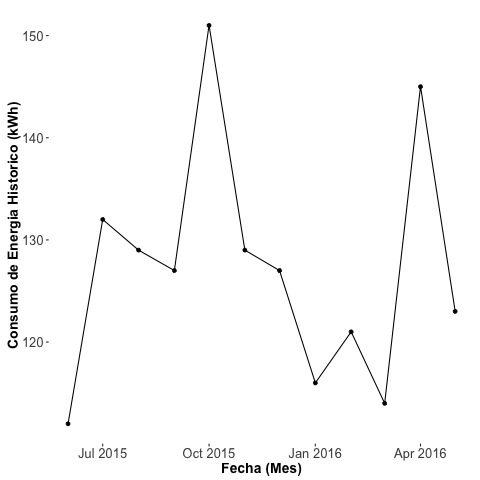 Consumo de Energia Historico (kWh)
150
140
130
120
Jul 2015
Oct 2015
Jan 2016
Apr 2016
Fecha (Mes)